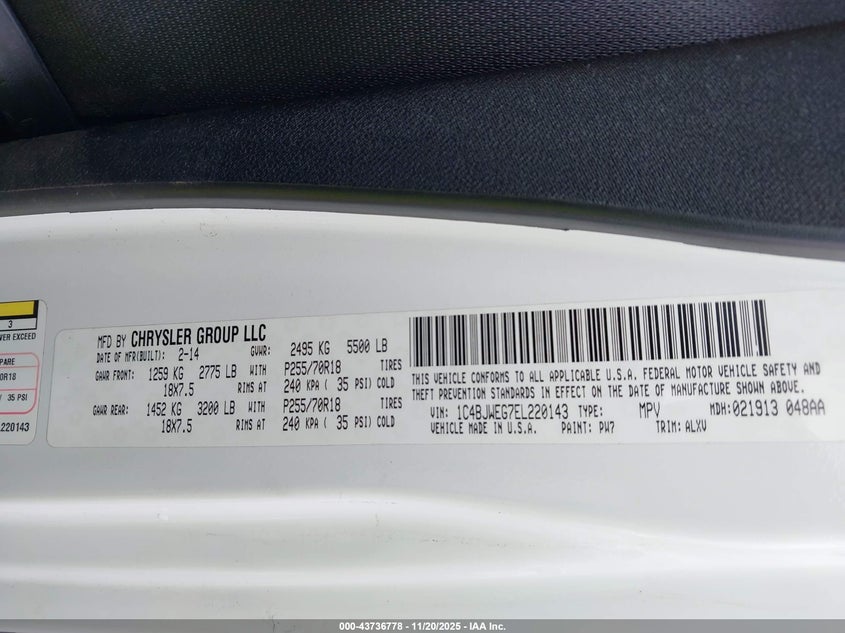 3
VER EXCEED
PARE
0R18
/ 35 PSI
L220143
MFD BY CHRYSLER GROUP LLC
DATE OF MFR(BUILT): 2-14 GVWR: 2495 KG 5500 LB
GAWR FRONT: 1259 KG 2775 LB WITH P255/70R18 TIRES
18X7.5 RIMS AT 240 KPA ( 35 PSI) COLD
GAWR REAR: 1452 KG 3200 LB WITH P255/70R18 TIRES
18X7.5 RIMS AT 240 KPA ( 35 PSI) COLD
THIS VEHICLE CONFORMS TO ALL APPLICABLE U.S.A. FEDERAL MOTOR VEHICLE SAFETY AND
THEFT PREVENTION STANDARDS IN EFFECT ON THE DATE OF MANUFACTURE SHOWN ABOVE.
VIN: 1C4BJWEG7EL220143 TYPE: MPV MDH:021913 048AA
VEHICLE MADE IN U.S.A. PAINT: PW7 TRIM: ALXV
000-43736778 - 11/20/2025 - IAA Inc.